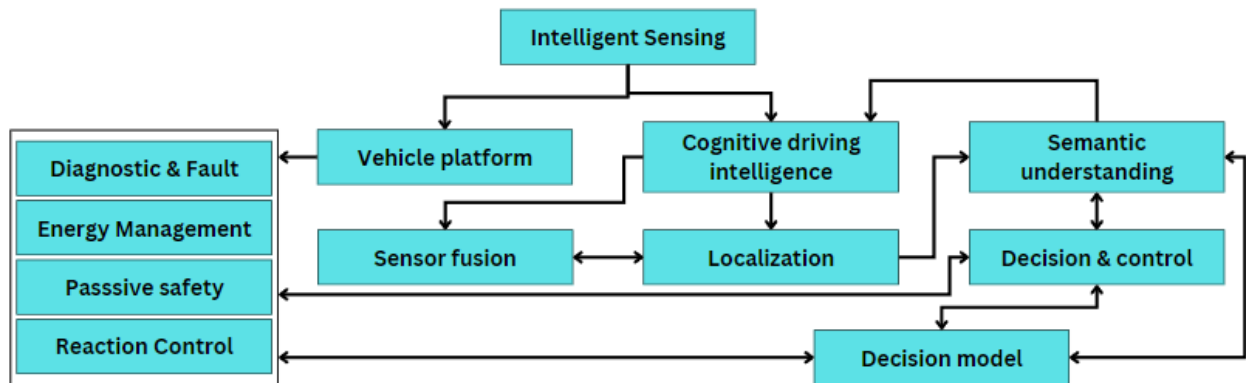 Intelligent Sensing
Vehicle platform
Cognitive driving
intelligence
Semantic
understanding
Diagnostic & Fault
Energy Management
Passsive safety
Reaction Control
Sensor fusion
Localization
Decision & control
Decision model